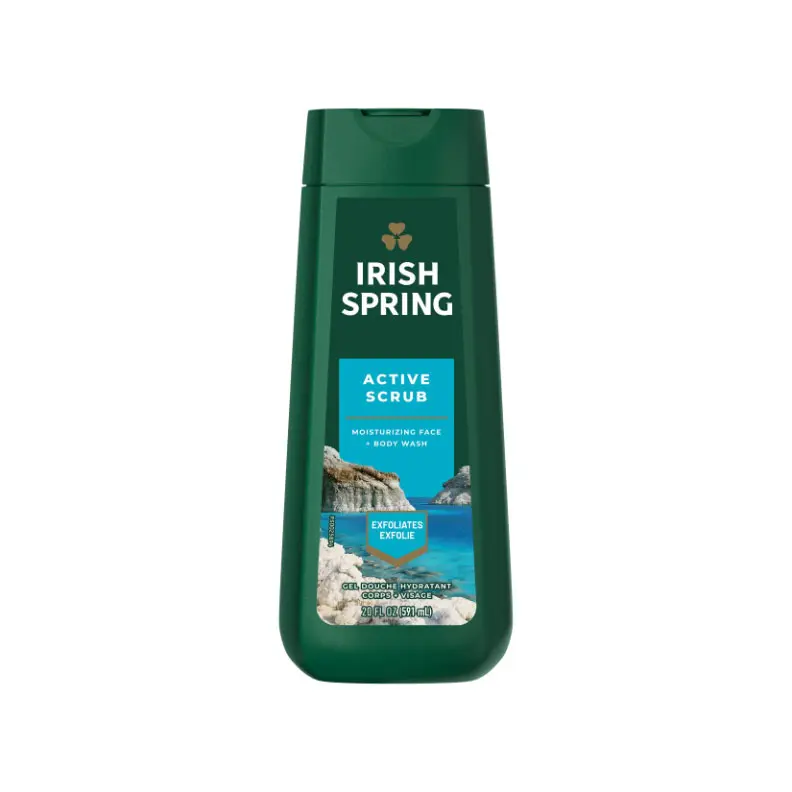 IRISH
SPRING
ACTIVE
SCRUB
MOISTURIZING FACE
+ BODY WASH
EXFOLIATES
EXFOLIE
GEL DOUCHE HYDRATANT
CORPS + VISAGE
20 FL OZ (591 mL)